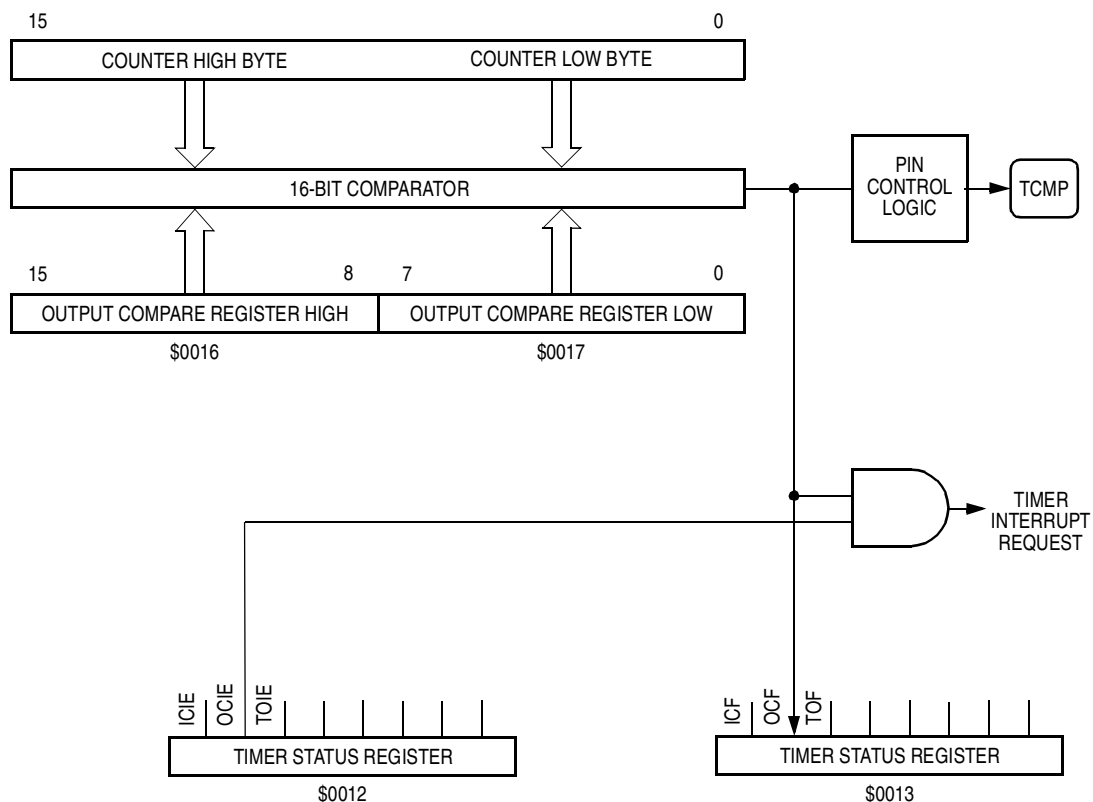 15 0
COUNTER HIGH BYTE COUNTER LOW BYTE
16-BIT COMPARATOR
PIN
CONTROL
LOGIC
TCMP
15 8 7 0
OUTPUT COMPARE REGISTER HIGH OUTPUT COMPARE REGISTER LOW
$0016 $0017
TIMER
INTERRUPT
REQUEST
ICIE
OCIE
TOIE
TIMER STATUS REGISTER
$0012
ICF
OCF
TOF
TIMER STATUS REGISTER
$0013